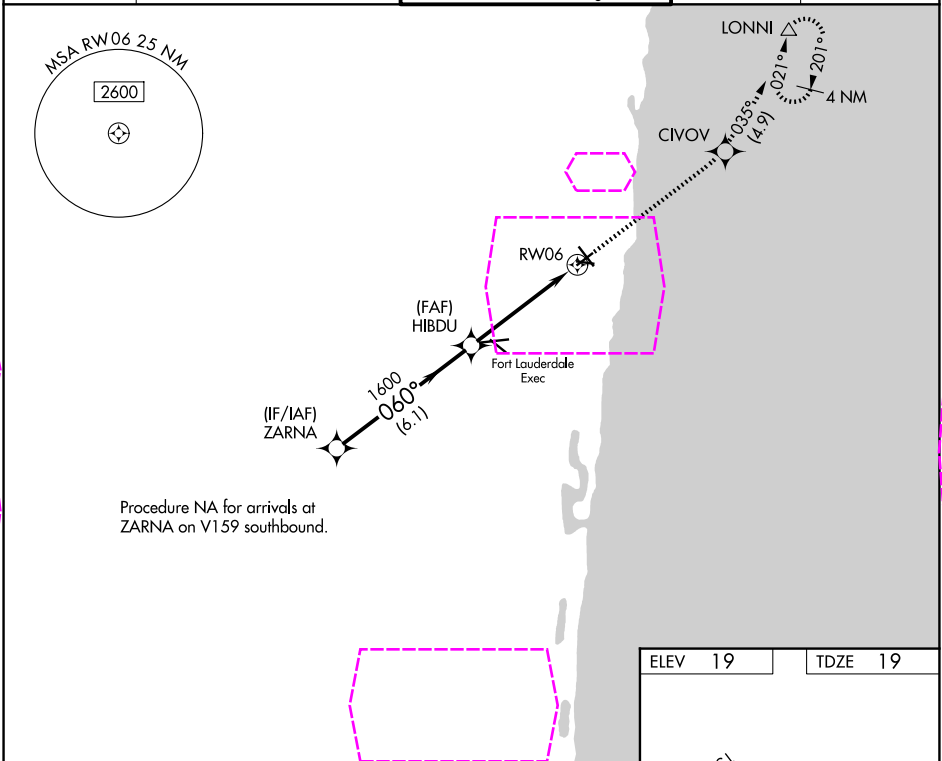 MSA RW06 25 NM
2600
LONNI
021°
201°
4 NM
CIVOV
035°
(4.9)
RW06
(FAF)
HIBDU
Fort Lauderdale
Exec
1600
060°
(6.1)
(IF/IAF)
ZARNA
Procedure NA for arrivals at
ZARNA on V159 southbound.
ELEV 19
TDZE 19